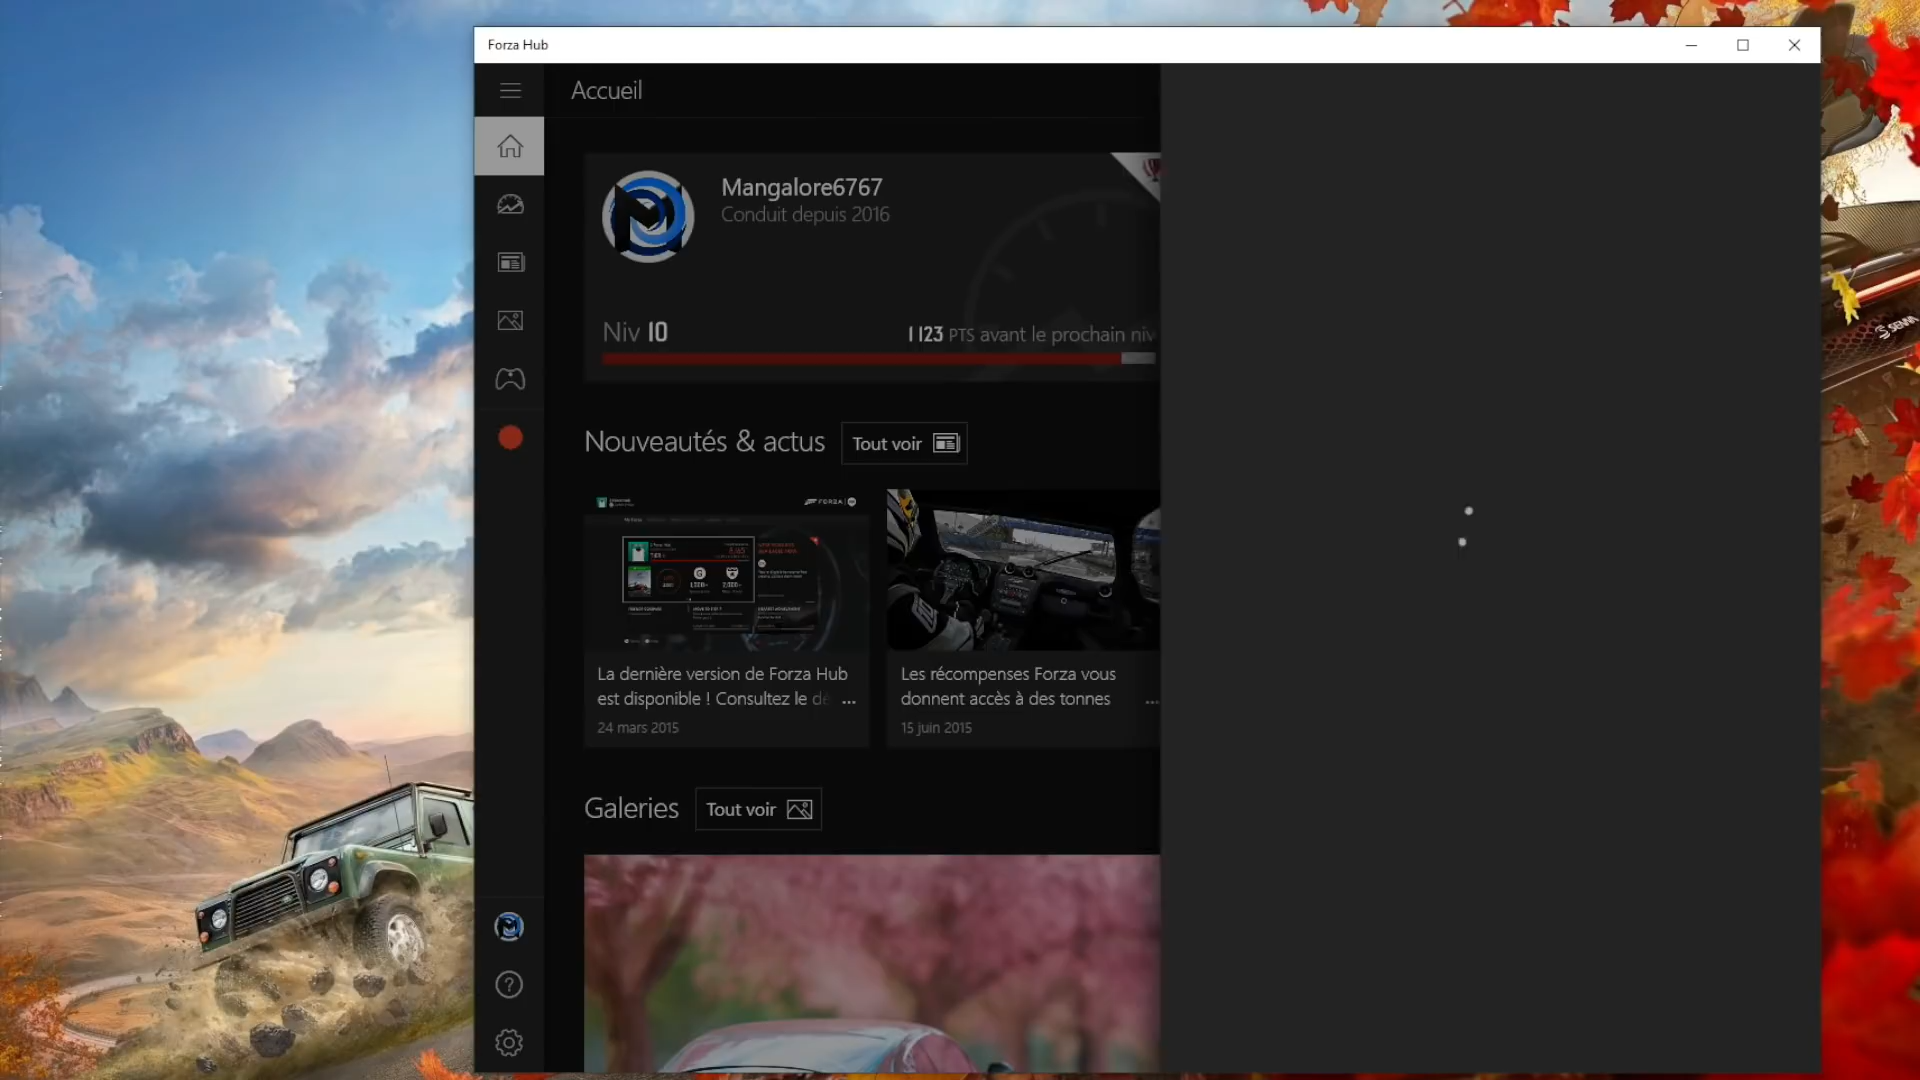 Forza Hub
Accueil
Mangalore6767
Conduit depuis 2016
Niv 10
1 123 PTS avant le prochain niv
Nouveautés & actus
Tout voir
FORZA
La dernière version de Forza Hub
est disponible ! Consultez le dé ...
24 mars 2015
Les récompenses Forza vous
donnent accès à des tonnes ...
15 juin 2015
Galeries
Tout voir
SENNA